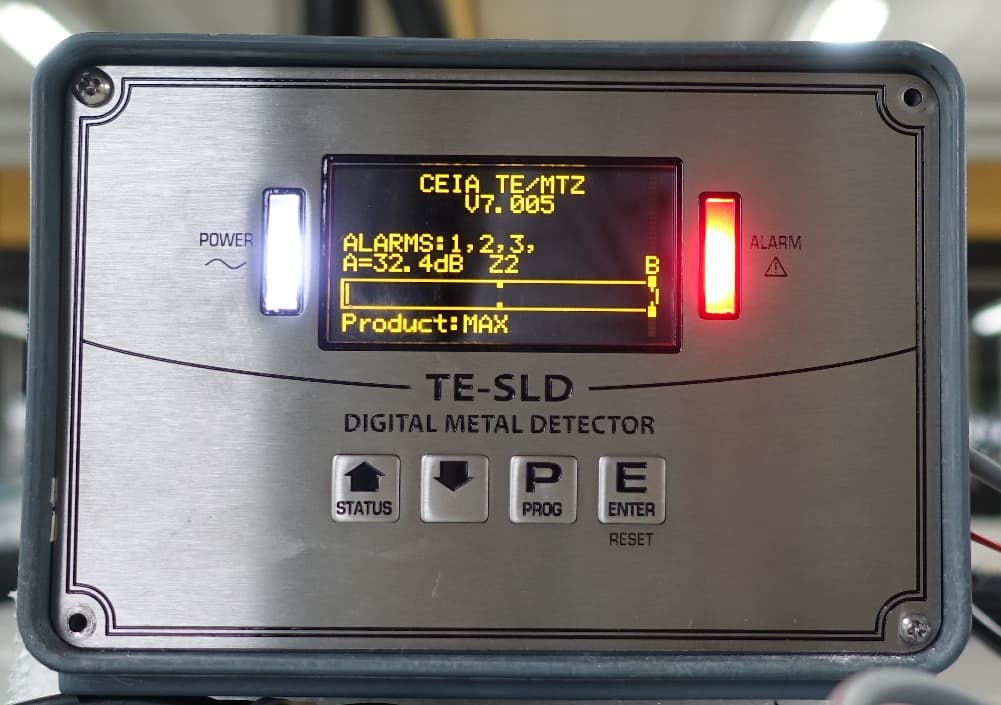 CEIA TE/MTZ
V7.005
ALARMS:1,2,3,
A=32.4dB Z2 B
Product:MAX
POWER
ALARM
TE-SLD
DIGITAL METAL DETECTOR
STATUS
P
PROG
E
ENTER
RESET